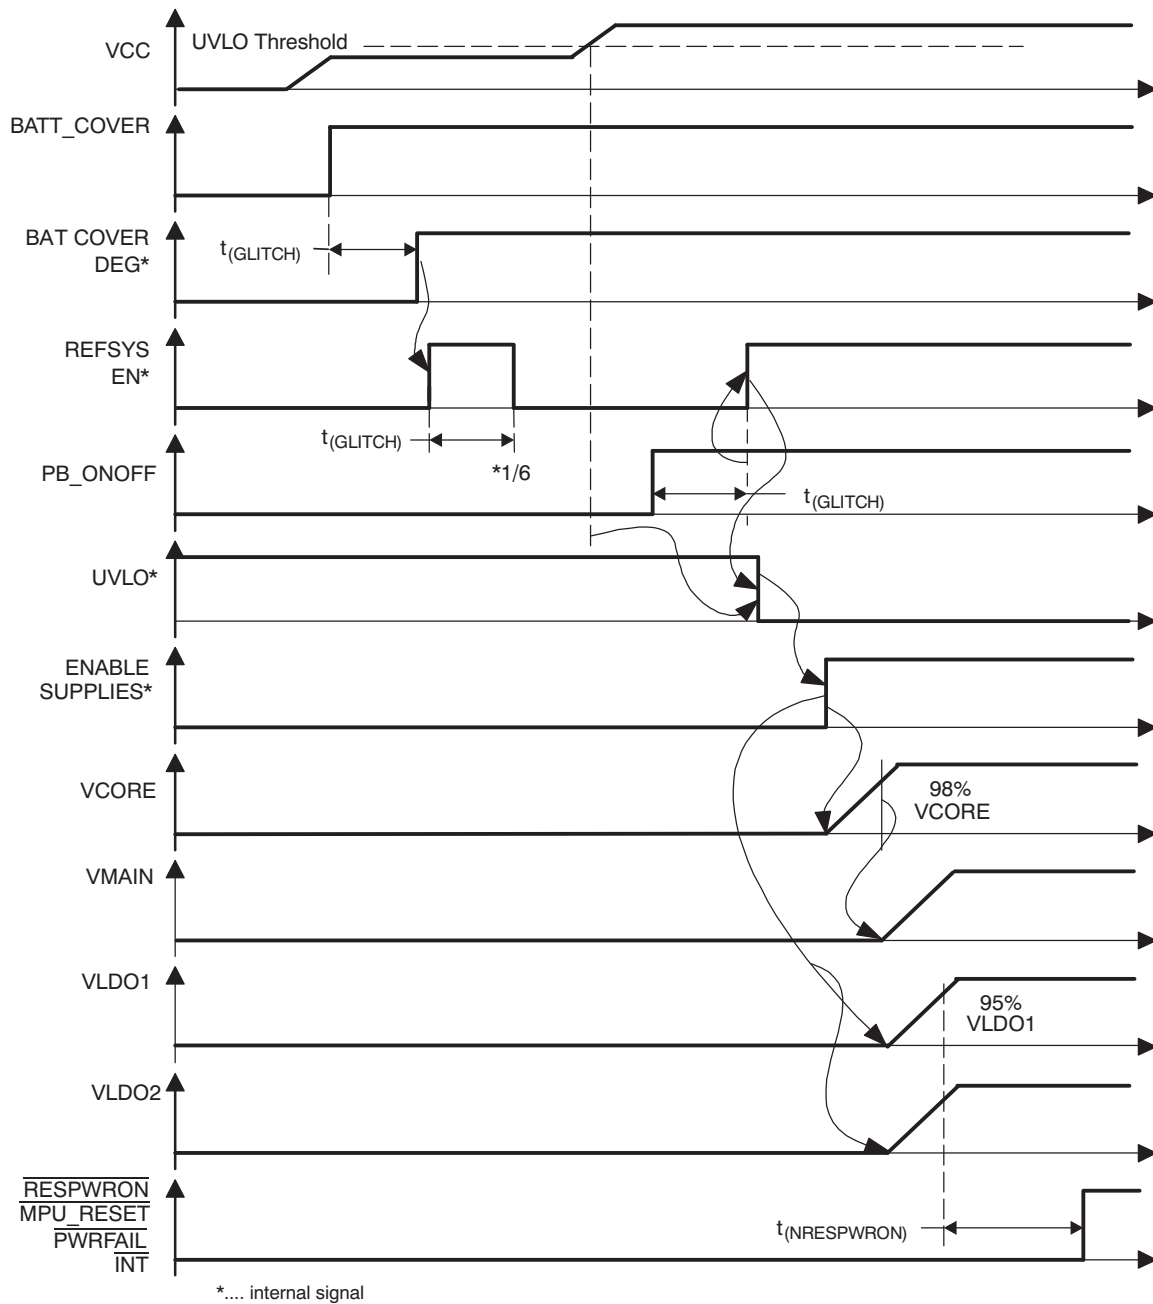 VCC
UVLO Threshold
BATT_COVER
BAT COVER
DEG*
t(GLITCH)
REFSYS
EN*
t(GLITCH)
*1/6
PB_ONOFF
t(GLITCH)
UVLO*
ENABLE
SUPPLIES*
VCORE
98%
VCORE
VMAIN
VLDO1
95%
VLDO1
VLDO2
RESPWRON
MPU_RESET
PWRFAIL
INT
t(NRESPWRON)
*.... internal signal